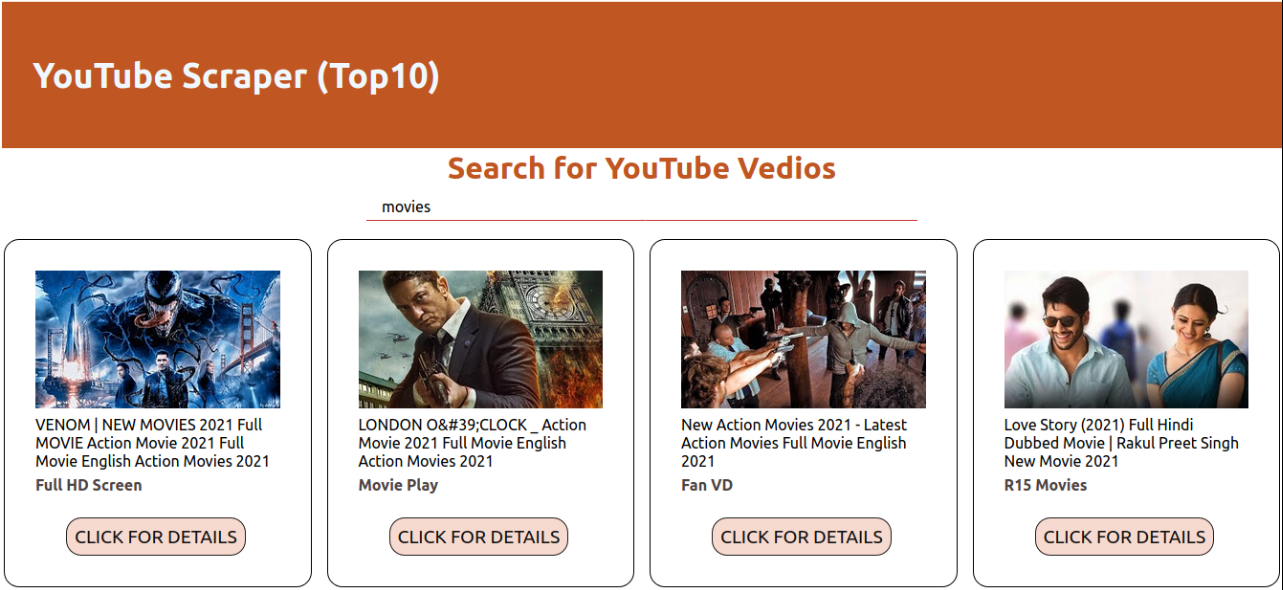 YouTube Scraper (Top10)
Search for YouTube Vedios
movies
VENOM | NEW MOVIES 2021 Full
MOVIE Action Movie 2021 Full
Movie English Action Movies 2021
Full HD Screen
CLICK FOR DETAILS
LONDON O&#39;CLOCK _ Action
Movie 2021 Full Movie English
Action Movies 2021
Movie Play
CLICK FOR DETAILS
New Action Movies 2021 - Latest
Action Movies Full Movie English
2021
Fan VD
CLICK FOR DETAILS
Love Story (2021) Full Hindi
Dubbed Movie | Rakul Preet Singh
New Movie 2021
R15 Movies
CLICK FOR DETAILS